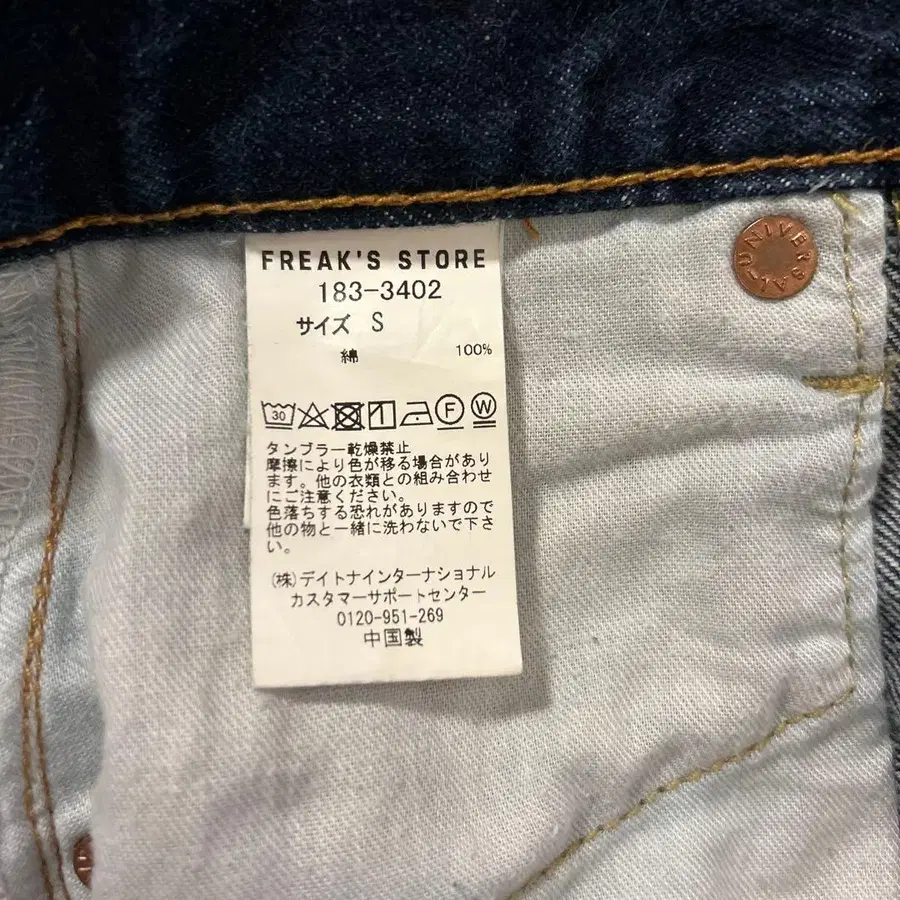 FREAK'S STORE
183-3402
サイズ S
綿 100%
30 F W
タンブラー乾燥禁止
摩擦により色が移る場合があり
ます。他の衣類との組み合わせ
にご注意ください。
色落ちする恐れがありますので
他の物と一緒に洗わないで下さ
い。
(株)デイトナインターナショナル
カスタマーサポートセンター
0120-951-269
中国製
UNIVERSAL